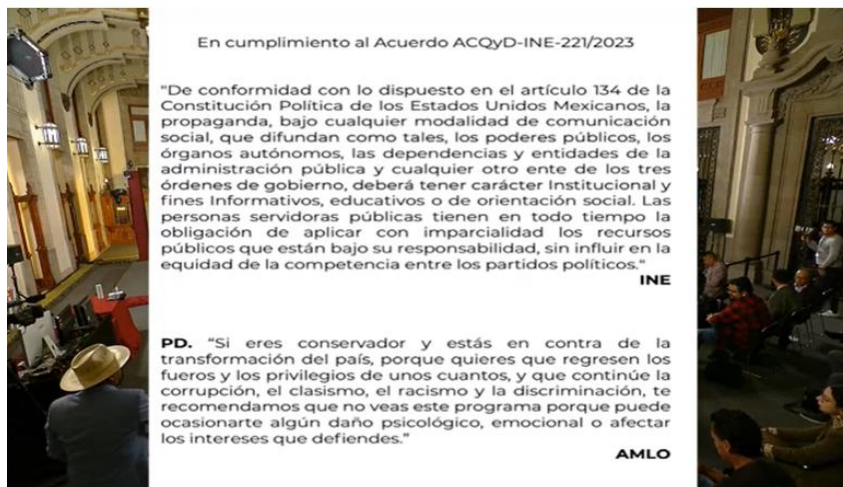 En cumplimiento al Acuerdo ACQyD-INE-221/2023
"De conformidad con lo dispuesto en el artículo 134 de la
Constitución Política de los Estados Unidos Mexicanos, la
propaganda, bajo cualquier modalidad de comunicación
social, que difundan como tales, los poderes públicos, los
órganos autónomos, las dependencias y entidades de la
administración pública y cualquier otro ente de los tres
órdenes de gobierno, deberá tener carácter Institucional y
fines Informativos, educativos o de orientación social. Las
personas servidoras públicas tienen en todo tiempo la
obligación de aplicar con imparcialidad los recursos
públicos que están bajo su responsabilidad, sin influir en la
equidad de la competencia entre los partidos políticos."
INE
PD. “Si eres conservador y estás en contra de la
transformación del país, porque quieres que regresen los
fueros y los privilegios de unos cuantos, y que continúe la
corrupción, el clasismo, el racismo y la discriminación, te
recomendamos que no veas este programa porque puede
ocasionarte algún daño psicológico, emocional o afectar
los intereses que defiendes.”
AMLO